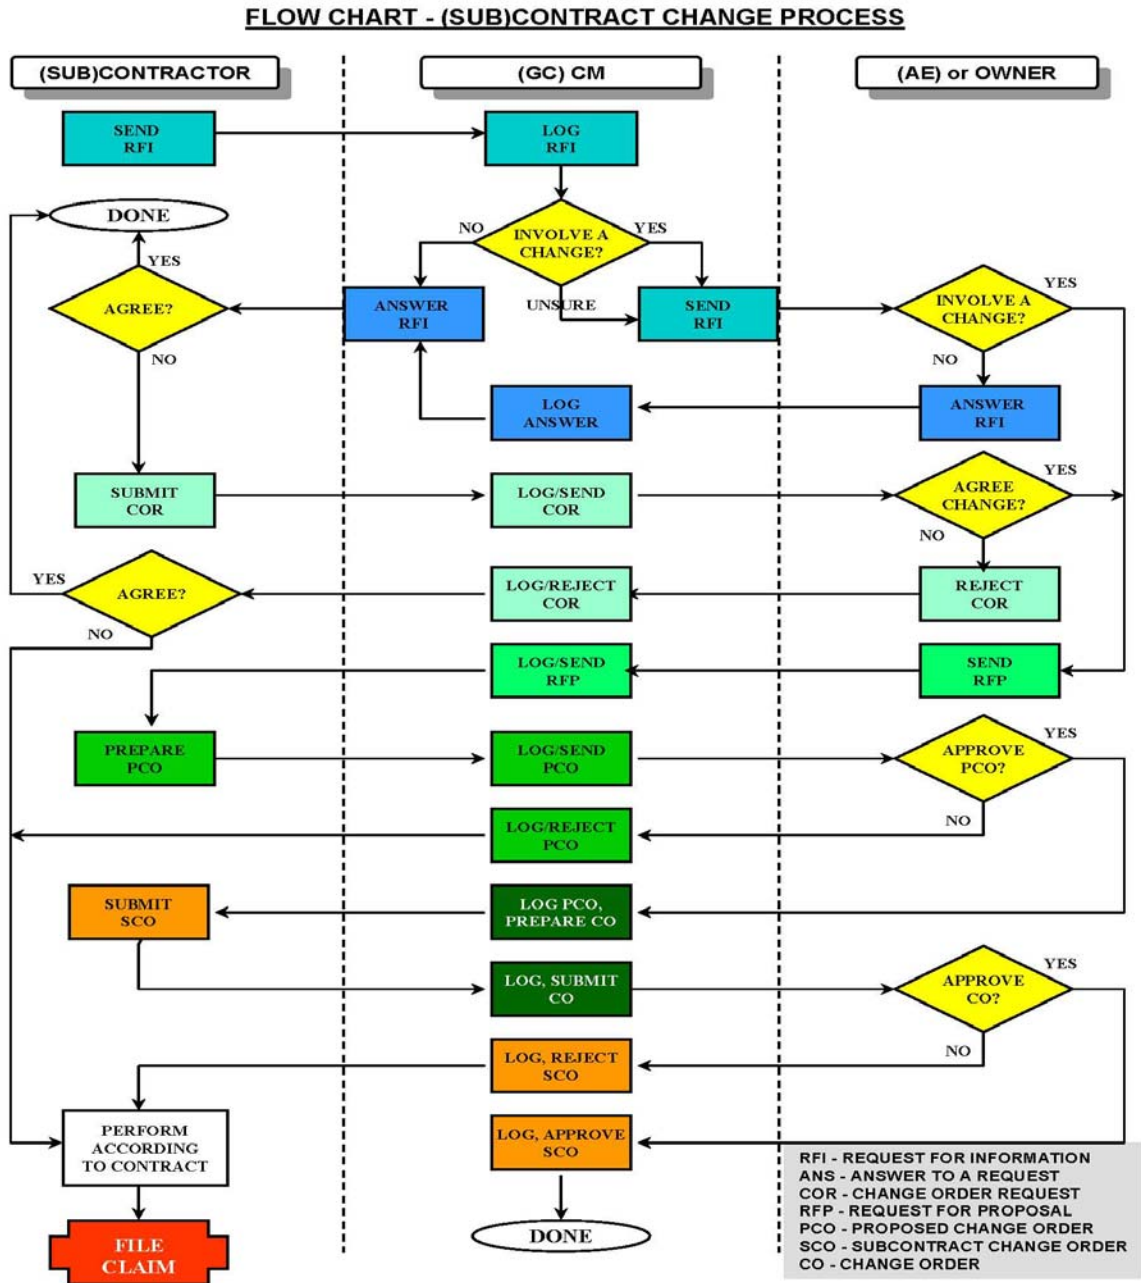 FLOW CHART - (SUB)CONTRACT CHANGE PROCESS
(SUB)CONTRACTOR
(GC) CM
(AE) or OWNER
SEND
RFI
LOG
RFI
DONE
NO
INVOLVE A
CHANGE?
YES
YES
AGREE?
NO
ANSWER
RFI
UNSURE
SEND
RFI
INVOLVE A
CHANGE?
YES
NO
LOG
ANSWER
ANSWER
RFI
SUBMIT
COR
LOG/SEND
COR
AGREE
CHANGE?
YES
NO
YES
AGREE?
NO
LOG/REJECT
COR
REJECT
COR
LOG/SEND
RFP
SEND
RFP
PREPARE
PCO
LOG/SEND
PCO
APPROVE
PCO?
YES
NO
LOG/REJECT
PCO
SUBMIT
SCO
LOG PCO,
PREPARE CO
LOG, SUBMIT
CO
APPROVE
CO?
YES
NO
LOG, REJECT
SCO
PERFORM
ACCORDING
TO CONTRACT
LOG, APPROVE
SCO
FILE
CLAIM
DONE
RFI - REQUEST FOR INFORMATION
ANS - ANSWER TO A REQUEST
COR - CHANGE ORDER REQUEST
RFP - REQUEST FOR PROPOSAL
PCO - PROPOSED CHANGE ORDER
SCO - SUBCONTRACT CHANGE ORDER
CO - CHANGE ORDER